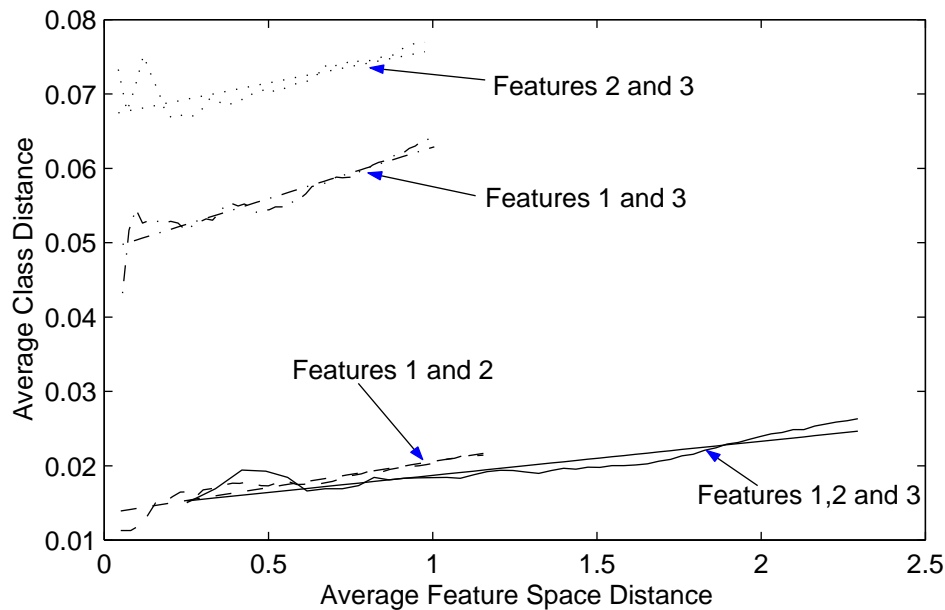 0.08
0.07
0.06
0.05
0.04
0.03
0.02
0.01
Average Class Distance
Features 2 and 3
Features 1 and 3
Features 1 and 2
Features 1,2 and 3
0
0.5
1
1.5
2
2.5
Average Feature Space Distance